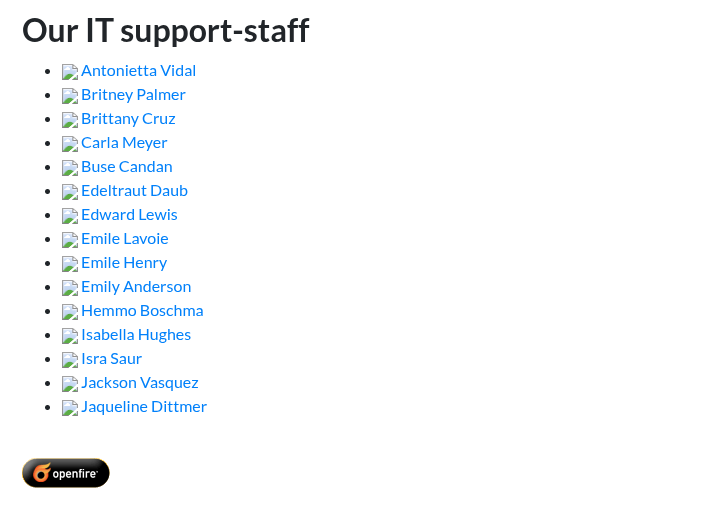 Our IT support-staff
Antonietta Vidal
Britney Palmer
Brittany Cruz
Carla Meyer
Buse Candan
Edeltraut Daub
Edward Lewis
Emile Lavoie
Emile Henry
Emily Anderson
Hemmo Boschma
Isabella Hughes
Isra Saur
Jackson Vasquez
Jaqueline Dittmer
openfire